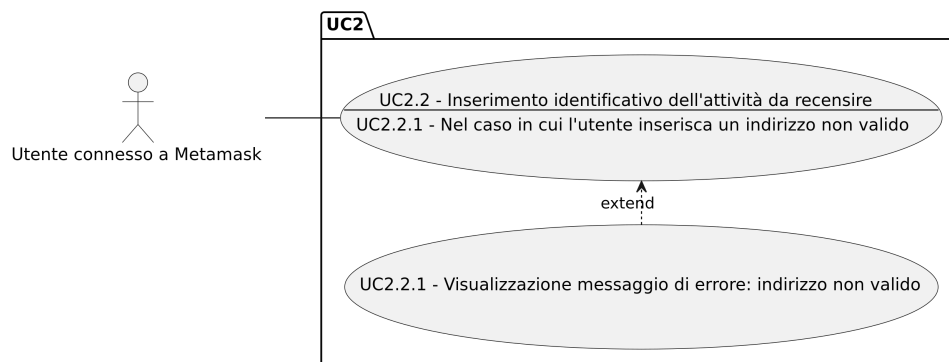 UC2
UC2.2 - Inserimento identificativo dell'attività da recensire
UC2.2.1 - Nel caso in cui l'utente inserisca un indirizzo non valido
Utente connesso a Metamask
extend
UC2.2.1 - Visualizzazione messaggio di errore: indirizzo non valido